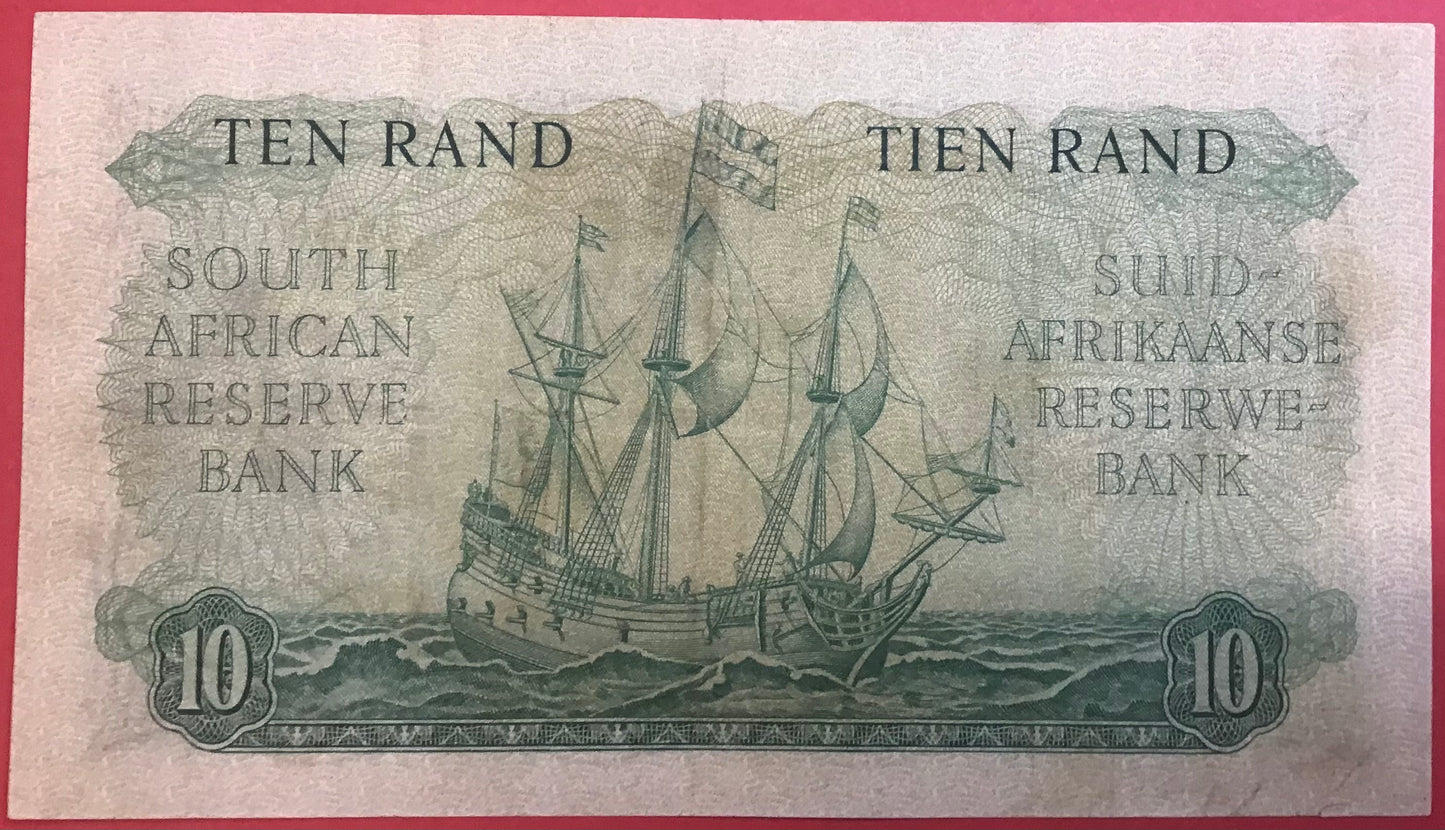 TEN RAND
TIEN RAND
SOUTH
AFRICAN
RESERVE
BANK
SUID-
AFRIKAANSE
RESERWE-
BANK
10
10